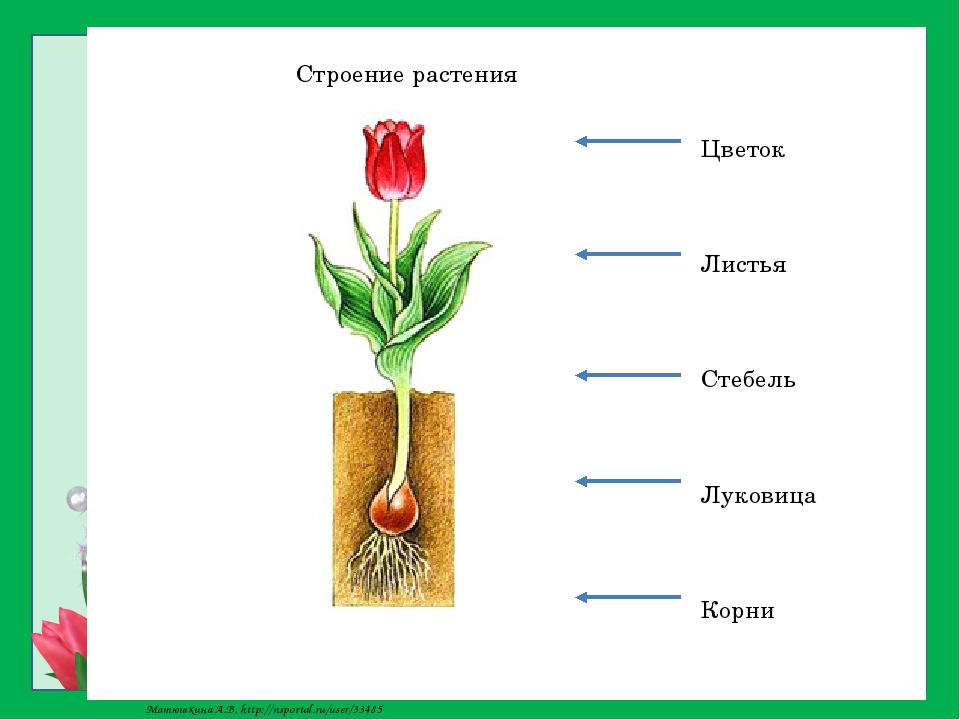 Строение растения
Цветок
Листья
Стебель
Луковица
Корни
Матюшкина А.В. http://nsportal.ru/user/33485